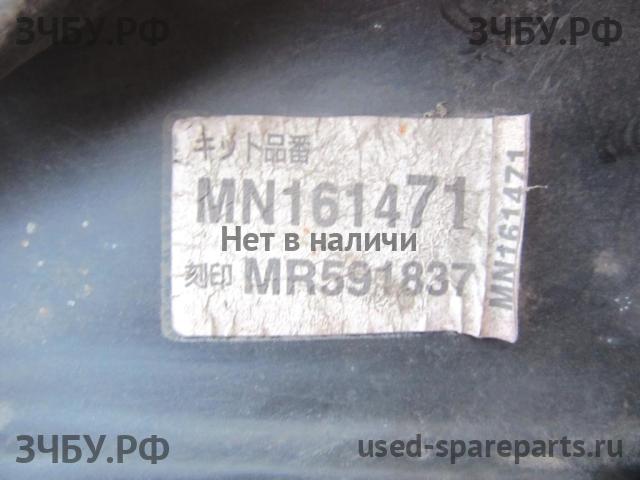 ЗЧБУ.РФ
ЗЧБУ.РФ
キット品番
MN161471
Нет в наличи
刻印 MR591837
MN161471
ЗЧБУ.РФ
used-spareparts.ru